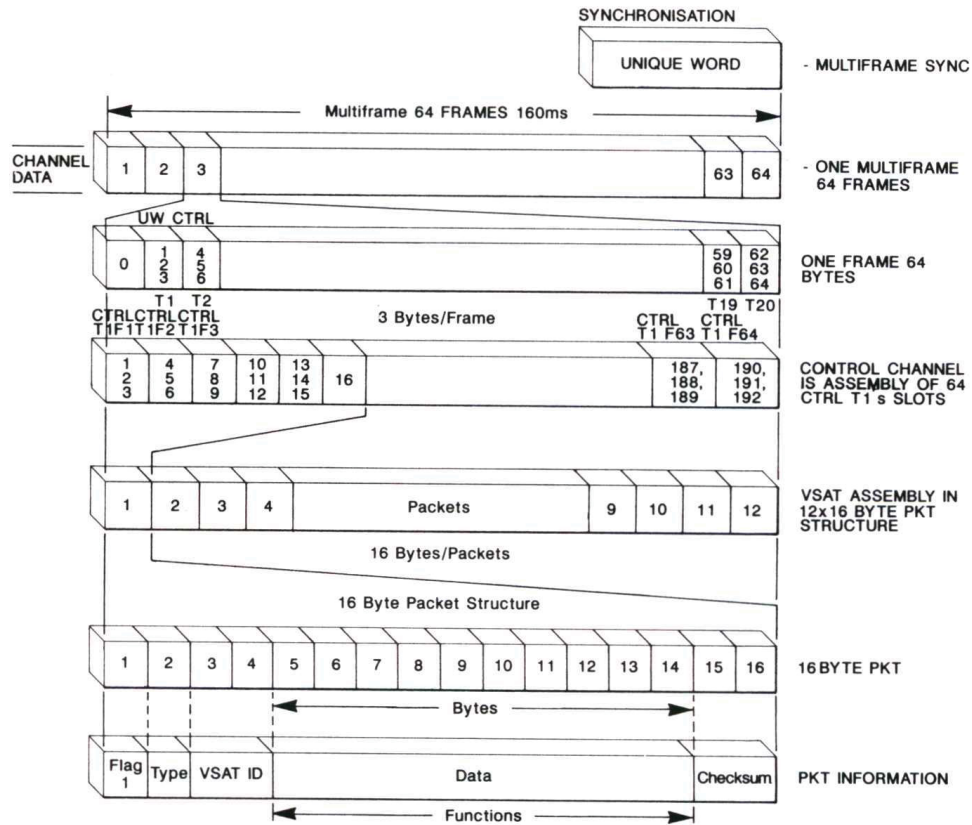 SYNCHRONISATION
UNIQUE WORD
- MULTIFRAME SYNC
Multiframe 64 FRAMES 160ms
CHANNEL
DATA
1 2 3 63 64
- ONE MULTIFRAME
64 FRAMES
UW CTRL
0
1
2
3
4
5
6
59
60
61
62
63
64
ONE FRAME 64
BYTES
T1 T2
T19 T20
3 Bytes/Frame
CTRL
T1F1
CTRL
T1F2
CTRL
T1F3
CTRL
T1 F63
CTRL
T1 F64
1
2
3
4
5
6
7
8
9
10
11
12
13
14
15
16
187,
188,
189
190,
191,
192
CONTROL CHANNEL
IS ASSEMBLY OF 64
CTRL T1's SLOTS
1 2 3 4 Packets 9 10 11 12
VSAT ASSEMBLY IN
12x16 BYTE PKT
STRUCTURE
16 Bytes/Packets
16 Byte Packet Structure
1 2 3 4 5 6 7 8 9 10 11 12 13 14 15 16
16 BYTE PKT
Bytes
Flag
1
Type
VSAT ID
Data
Checksum
PKT INFORMATION
Functions